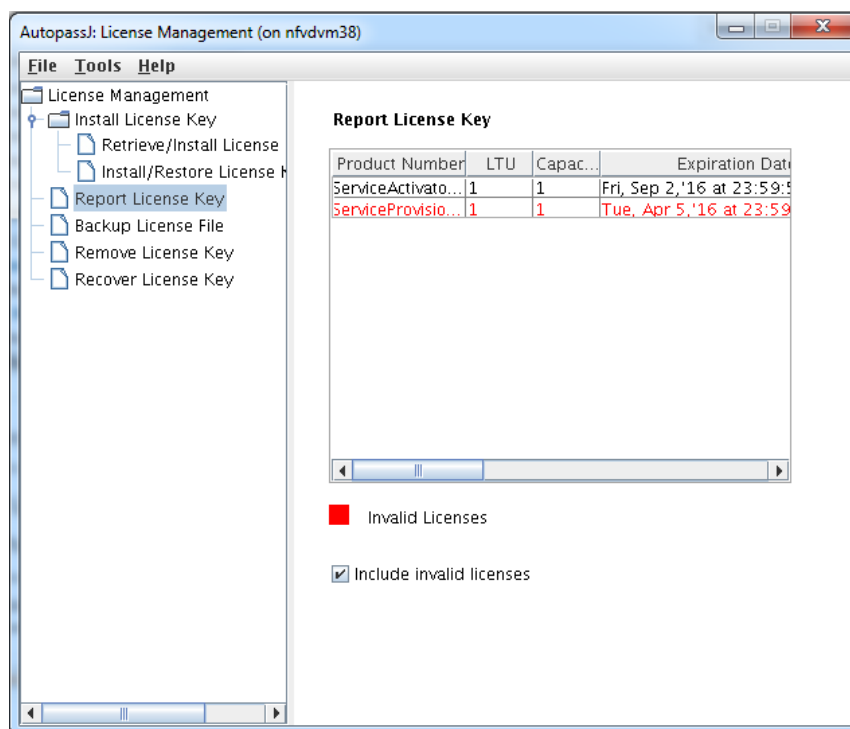 AutopassJ: License Management (on nfvdvm38)
File Tools Help
License Management
Install License Key
Retrieve/Install License
Install/Restore License K
Report License Key
Backup License File
Remove License Key
Recover License Key
Report License Key
Product Number LTU Capac... Expiration Date
ServiceActivato... 1 1 Fri, Sep 2,'16 at 23:59:5
ServiceProvisio... 1 1 Tue, Apr 5,'16 at 23:59
Invalid Licenses
Include invalid licenses